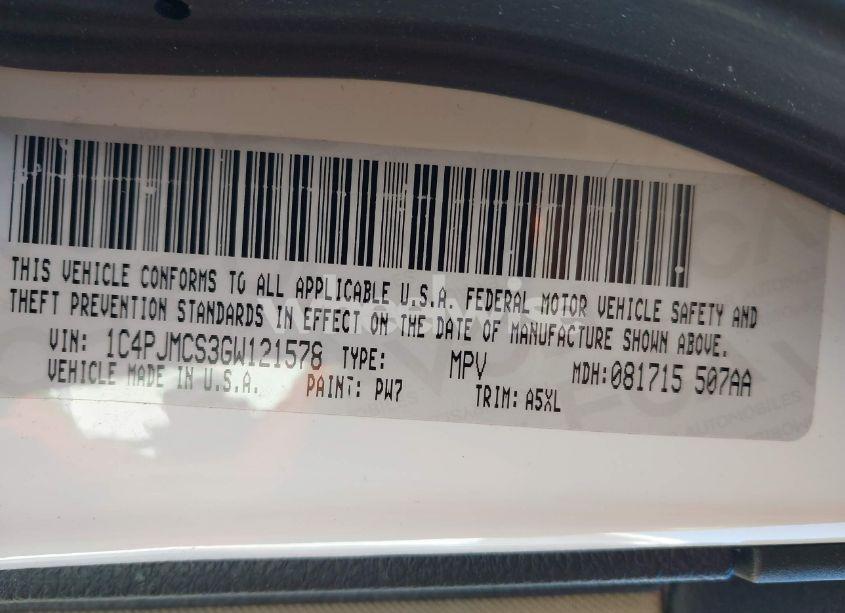 THIS VEHICLE CONFORMS TO ALL APPLICABLE U.S.A. FEDERAL MOTOR VEHICLE SAFETY AND
THEFT PREVENTION STANDARDS IN EFFECT ON THE DATE OF MANUFACTURE SHOWN ABOVE.
VIN: 1C4PJMCS3GW121578 TYPE: MPV MDH:081715 507AA
VEHICLE MADE IN U.S.A. PAINT: PW7 TRIM: A5XL
AUTOMOBILES